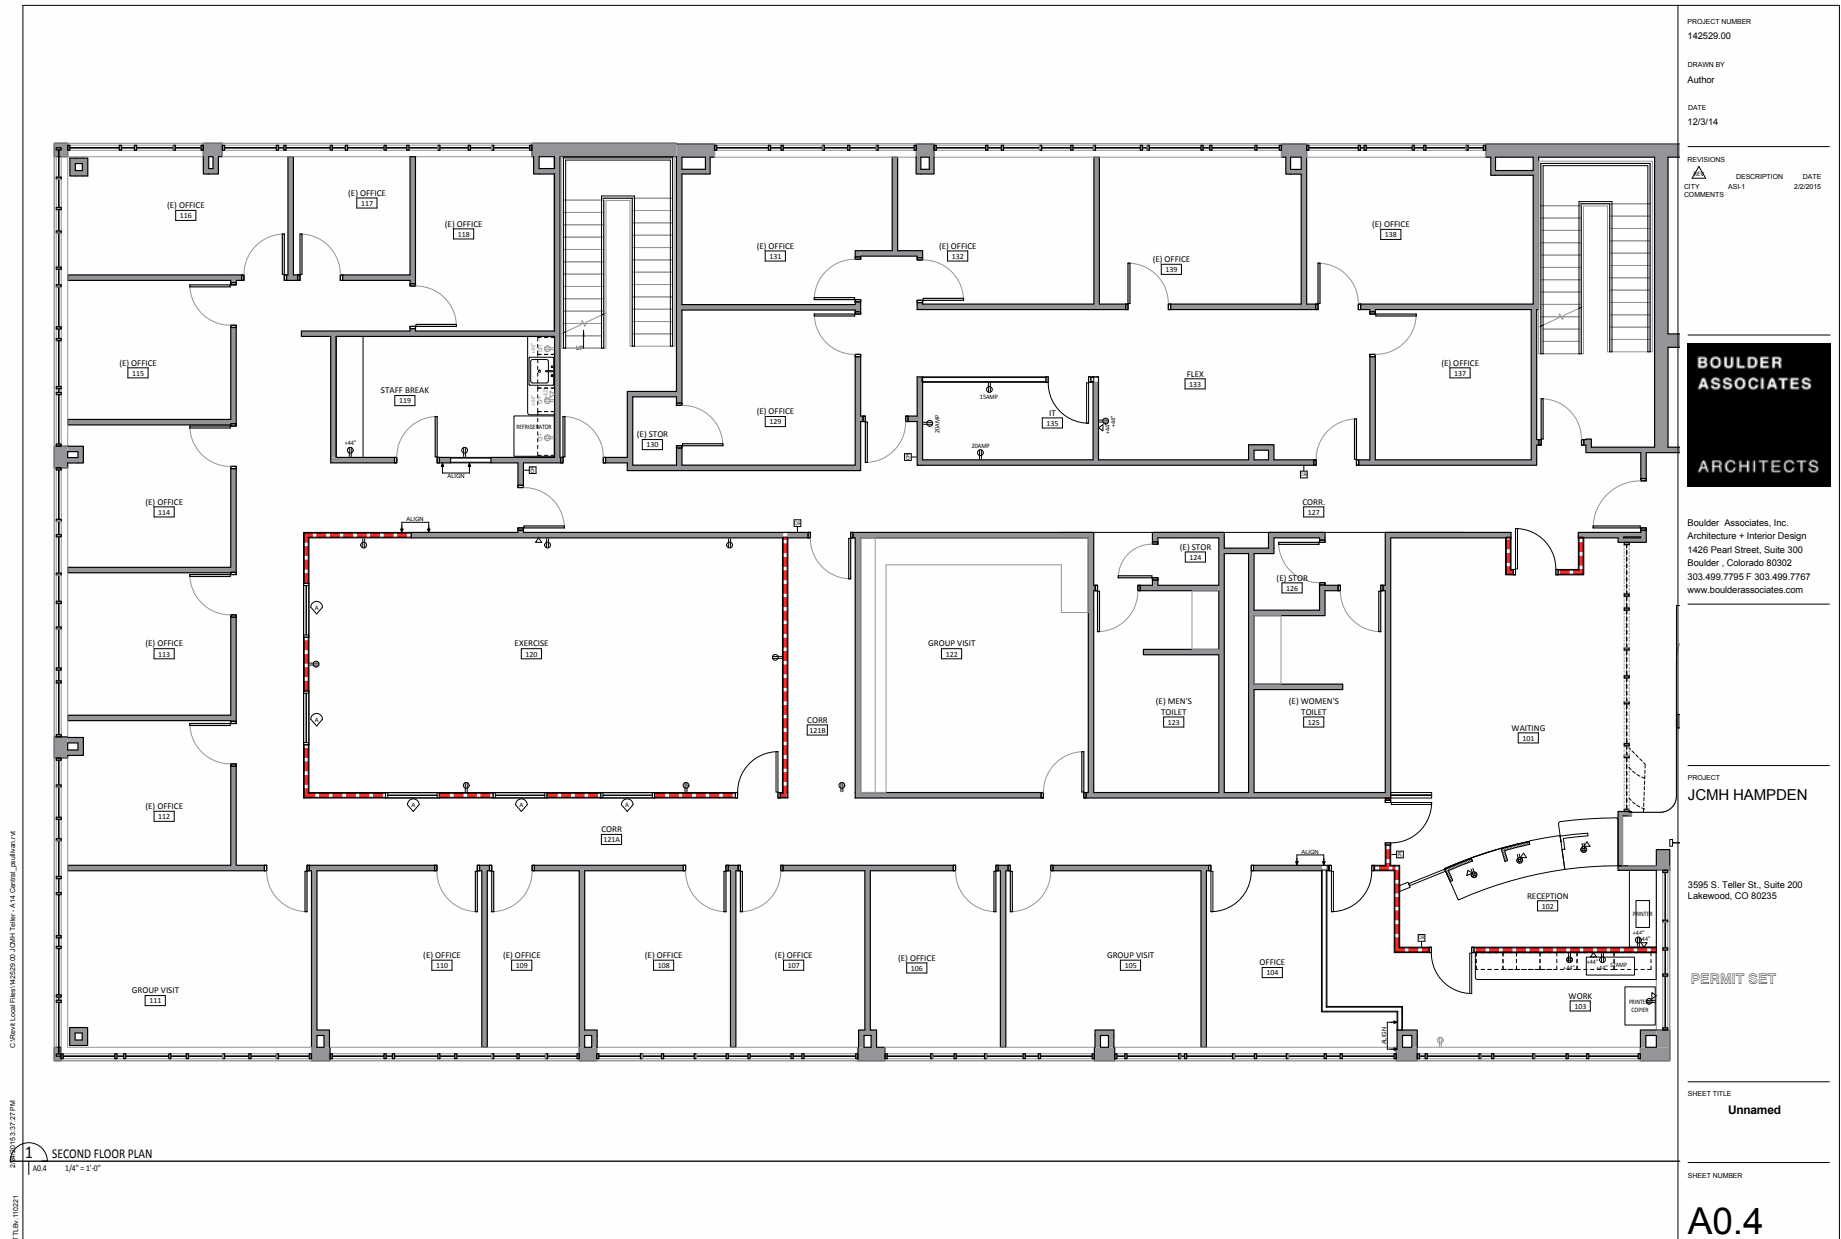 PROJECT NUMBER
142529.00
DRAWN BY
Author
DATE
12/3/14
REVISIONS
DESCRIPTION DATE
CITY COMMENTS ASI-1 2/2/2015
BOULDER
ASSOCIATES
ARCHITECTS
Boulder Associates, Inc.
Architecture + Interior Design
1426 Pearl Street, Suite 300
Boulder , Colorado 80302
303.499.7795 F 303.499.7767
www.boulderassociates.com
PROJECT
JCMH HAMPDEN
3595 S. Teller St., Suite 200
Lakewood, CO 80235
PERMIT SET
SHEET TITLE
Unnamed
SHEET NUMBER
A0.4
(E) OFFICE
116
(E) OFFICE
117
(E) OFFICE
118
(E) OFFICE
131
(E) OFFICE
132
(E) OFFICE
139
(E) OFFICE
138
(E) OFFICE
115
STAFF BREAK
119
REFRIGERATOR
+44"
ALIGN
UP
(E) STOR
130
(E) OFFICE
129
15AMP
20AMP
20AMP
IT
135
+44"
FLEX
133
(E) OFFICE
137
(E) OFFICE
114
ALIGN
CORR.
127
(E) OFFICE
113
EXERCISE
120
A
A
A
A
A
CORR
121B
GROUP VISIT
122
(E) STOR
124
(E) STOR
126
(E) MEN'S
TOILET
123
(E) WOMEN'S
TOILET
125
WAITING
101
(E) OFFICE
112
CORR
121A
ALIGN
RECEPTION
102
PRINTER
+44"
+44"
GROUP VISIT
111
(E) OFFICE
110
(E) OFFICE
109
(E) OFFICE
108
(E) OFFICE
107
(E) OFFICE
106
GROUP VISIT
105
OFFICE
104
ALIGN
WORK
103
COPIER
1 SECOND FLOOR PLAN
A0.4 1/4" = 1'-0"